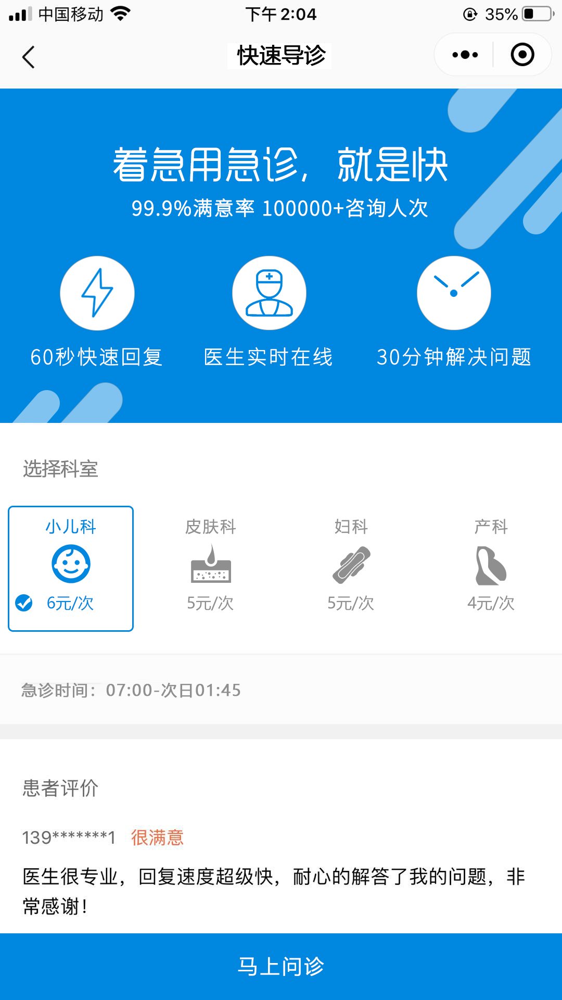 中国移动 下午 2:04 35%
快速导诊
着急用急诊，就是快
99.9%满意率 100000+咨询人次
60秒快速回复 医生实时在线 30分钟解决问题
选择科室
小儿科 皮肤科 妇科 产科
6元/次 5元/次 5元/次 4元/次
急诊时间：07:00-次日01:45
患者评价
139*******1 很满意
医生很专业，回复速度超级快，耐心的解答了我的问题，非
常感谢！
马上问诊